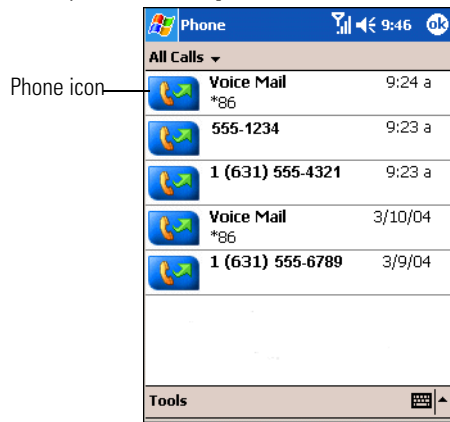 Phone 9:46 ok
All Calls
Phone icon
Voice Mail 9:24 a
*86
555-1234 9:23 a
1 (631) 555-4321 9:23 a
Voice Mail 3/10/04
*86
1 (631) 555-6789 3/9/04
Tools